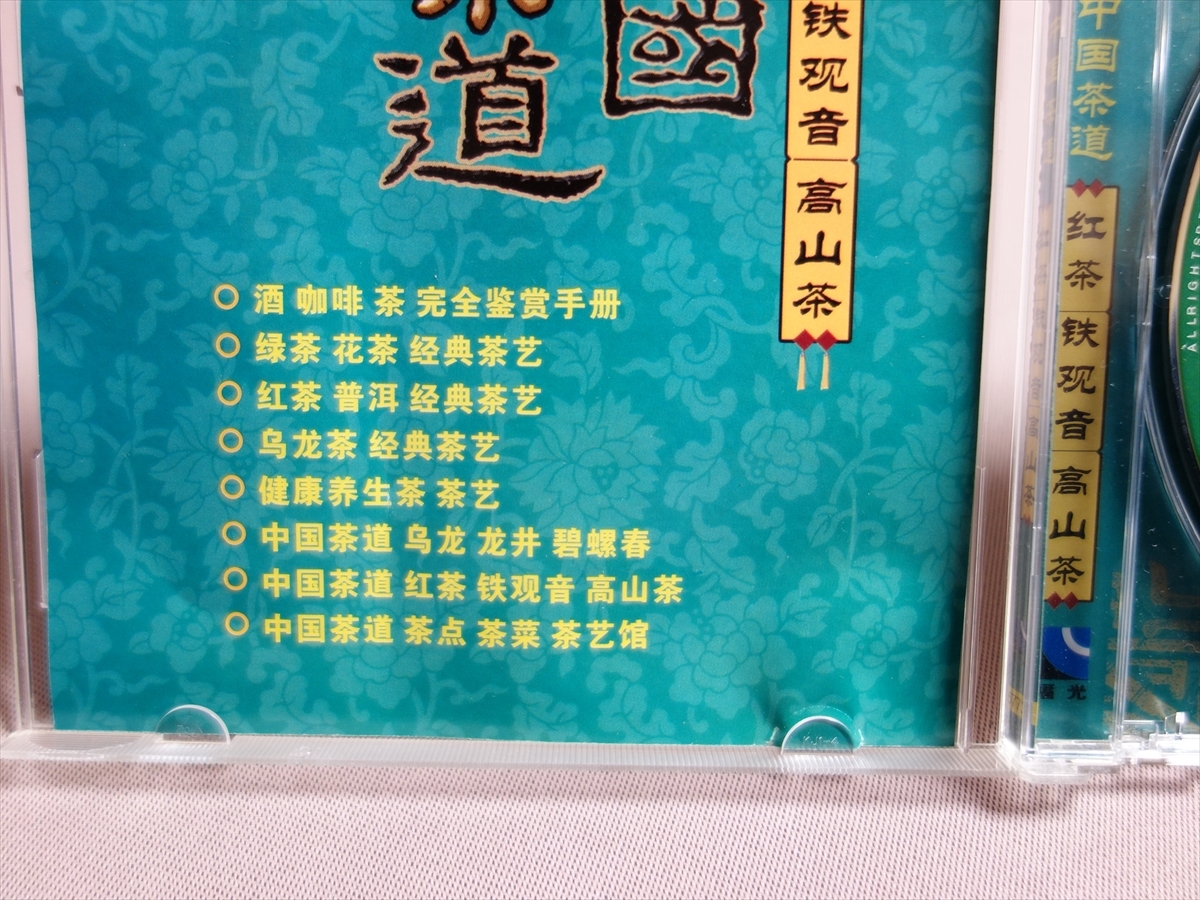 茶道
國
铁观音
高山茶
酒 咖啡 茶 完全鉴赏手册
绿茶 花茶 经典茶艺
红茶 普洱 经典茶艺
乌龙茶 经典茶艺
健康养生茶 茶艺
中国茶道 乌龙 龙井 碧螺春
中国茶道 红茶 铁观音 高山茶
中国茶道 茶点 茶菜 茶艺馆
中国茶道
红茶
铁观音
高山茶
光
ALLRIGHTS